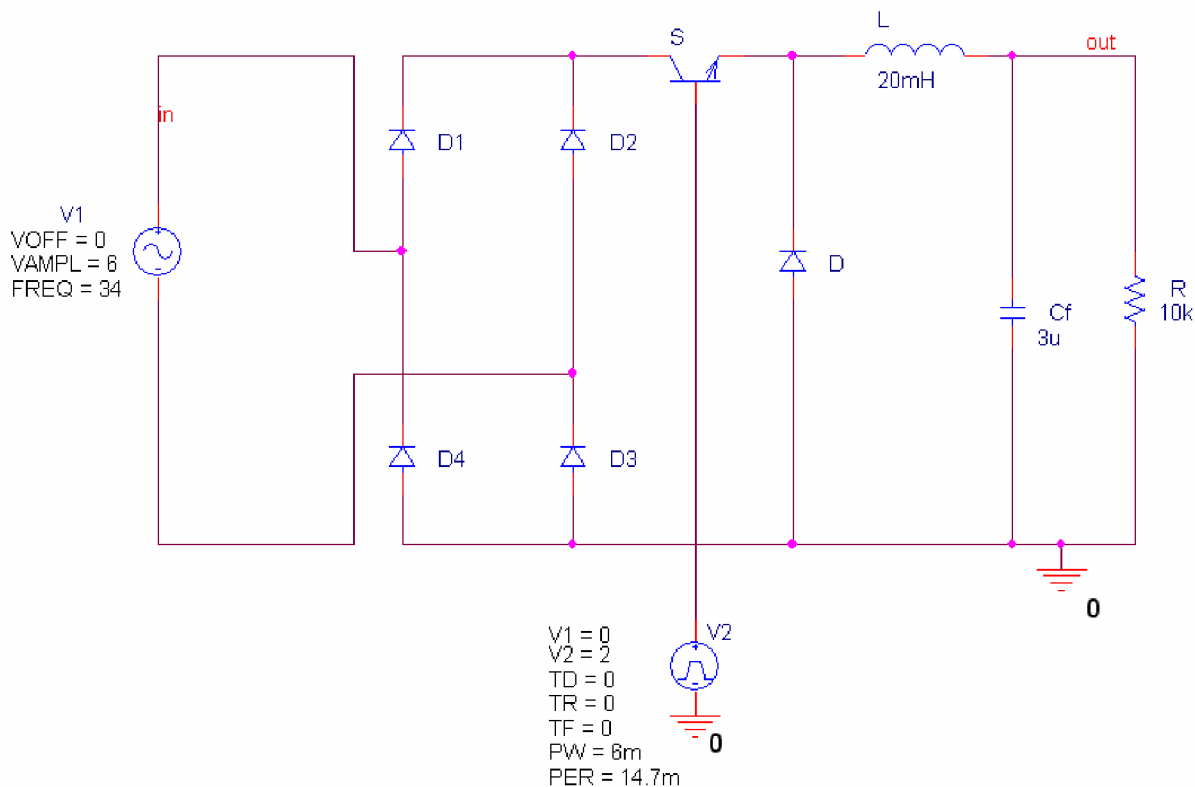 S
L
out
20mH
in
D1
D2
V1
VOFF = 0
VAMPL = 6
FREQ = 34
D
R
10k
Cf
3u
D4
D3
0
V1 = 0
V2 = 2
TD = 0
TR = 0
TF = 0
PW = 6m
PER = 14.7m
V2
0